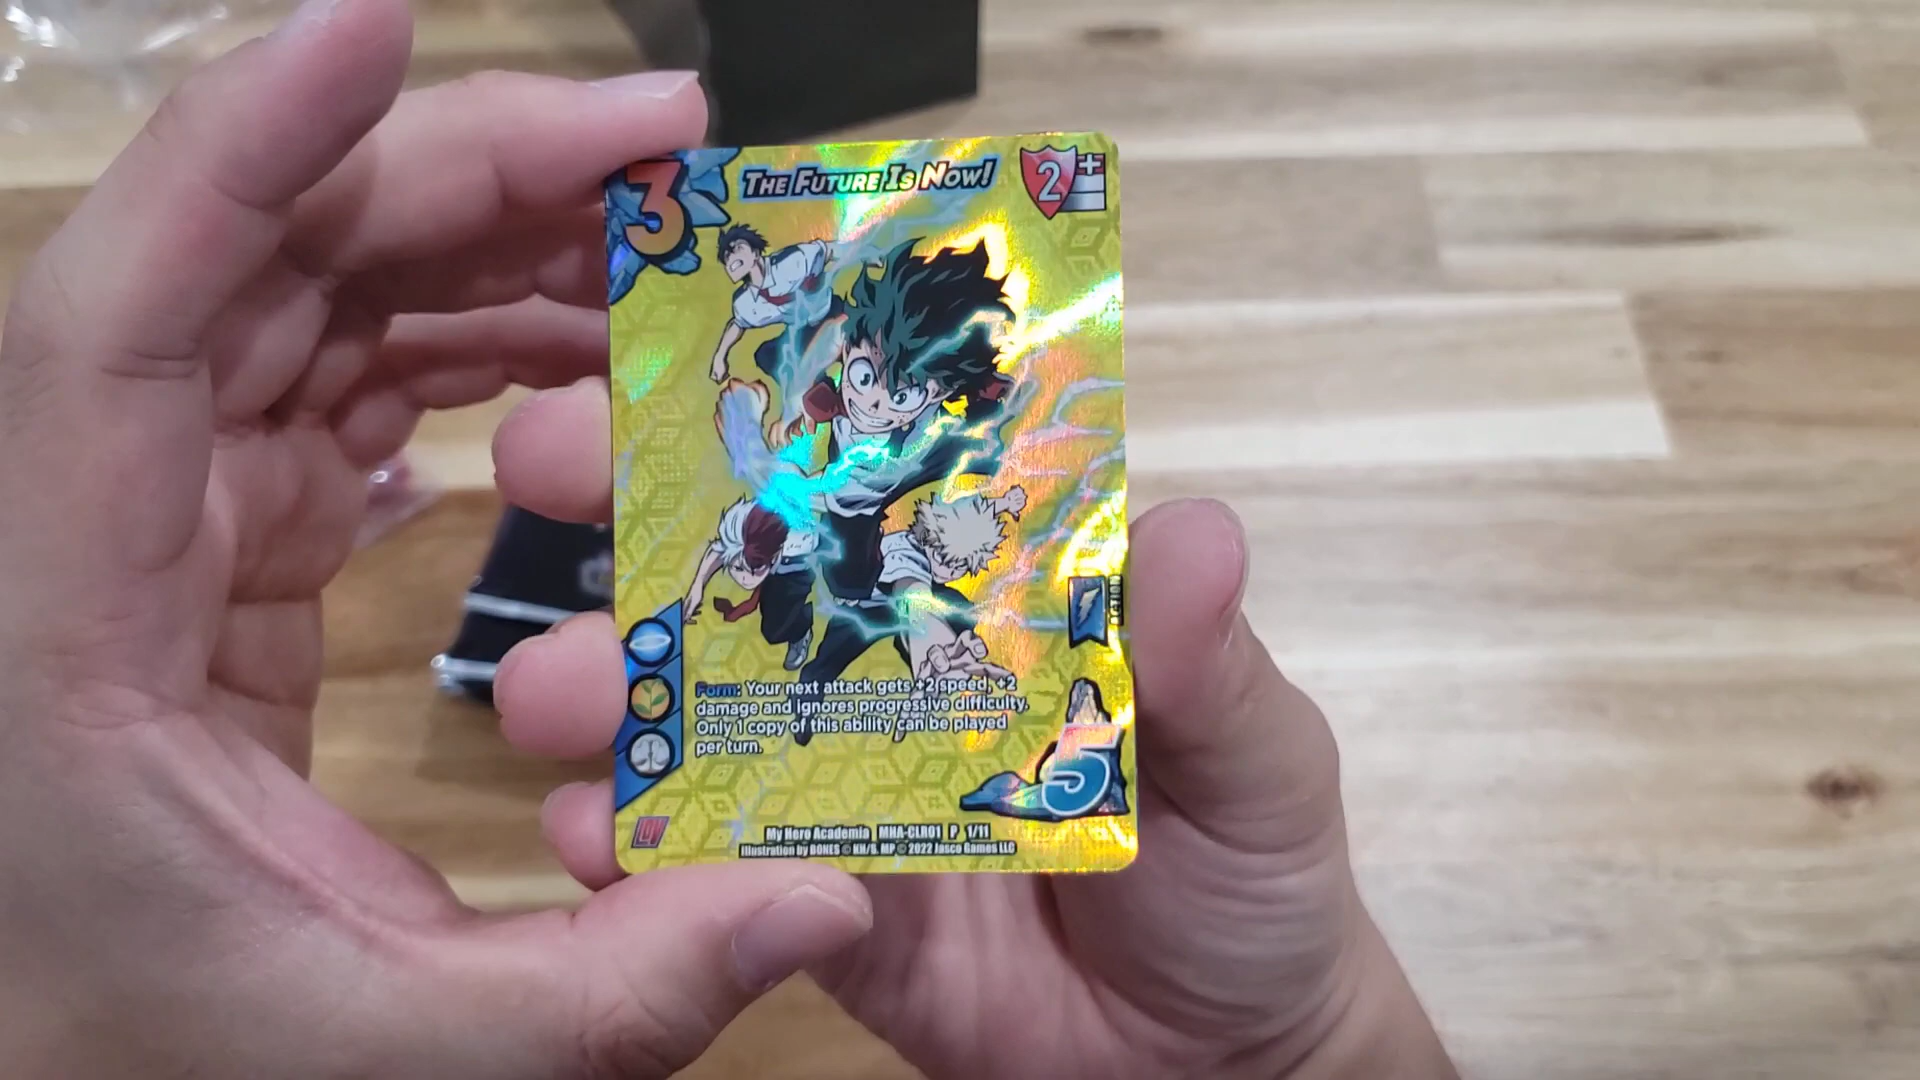 3
THE FUTURE IS NOW!
2
+
ACTION
Form: Your next attack gets +2 speed, +2
damage and ignores progressive difficulty.
Only 1 copy of this ability can be played
per turn.
5
My Hero Academia MHA-CLR01 P 1/11
Illustration by BONES © KH/S, MP © 2022 Jasco Games LLC